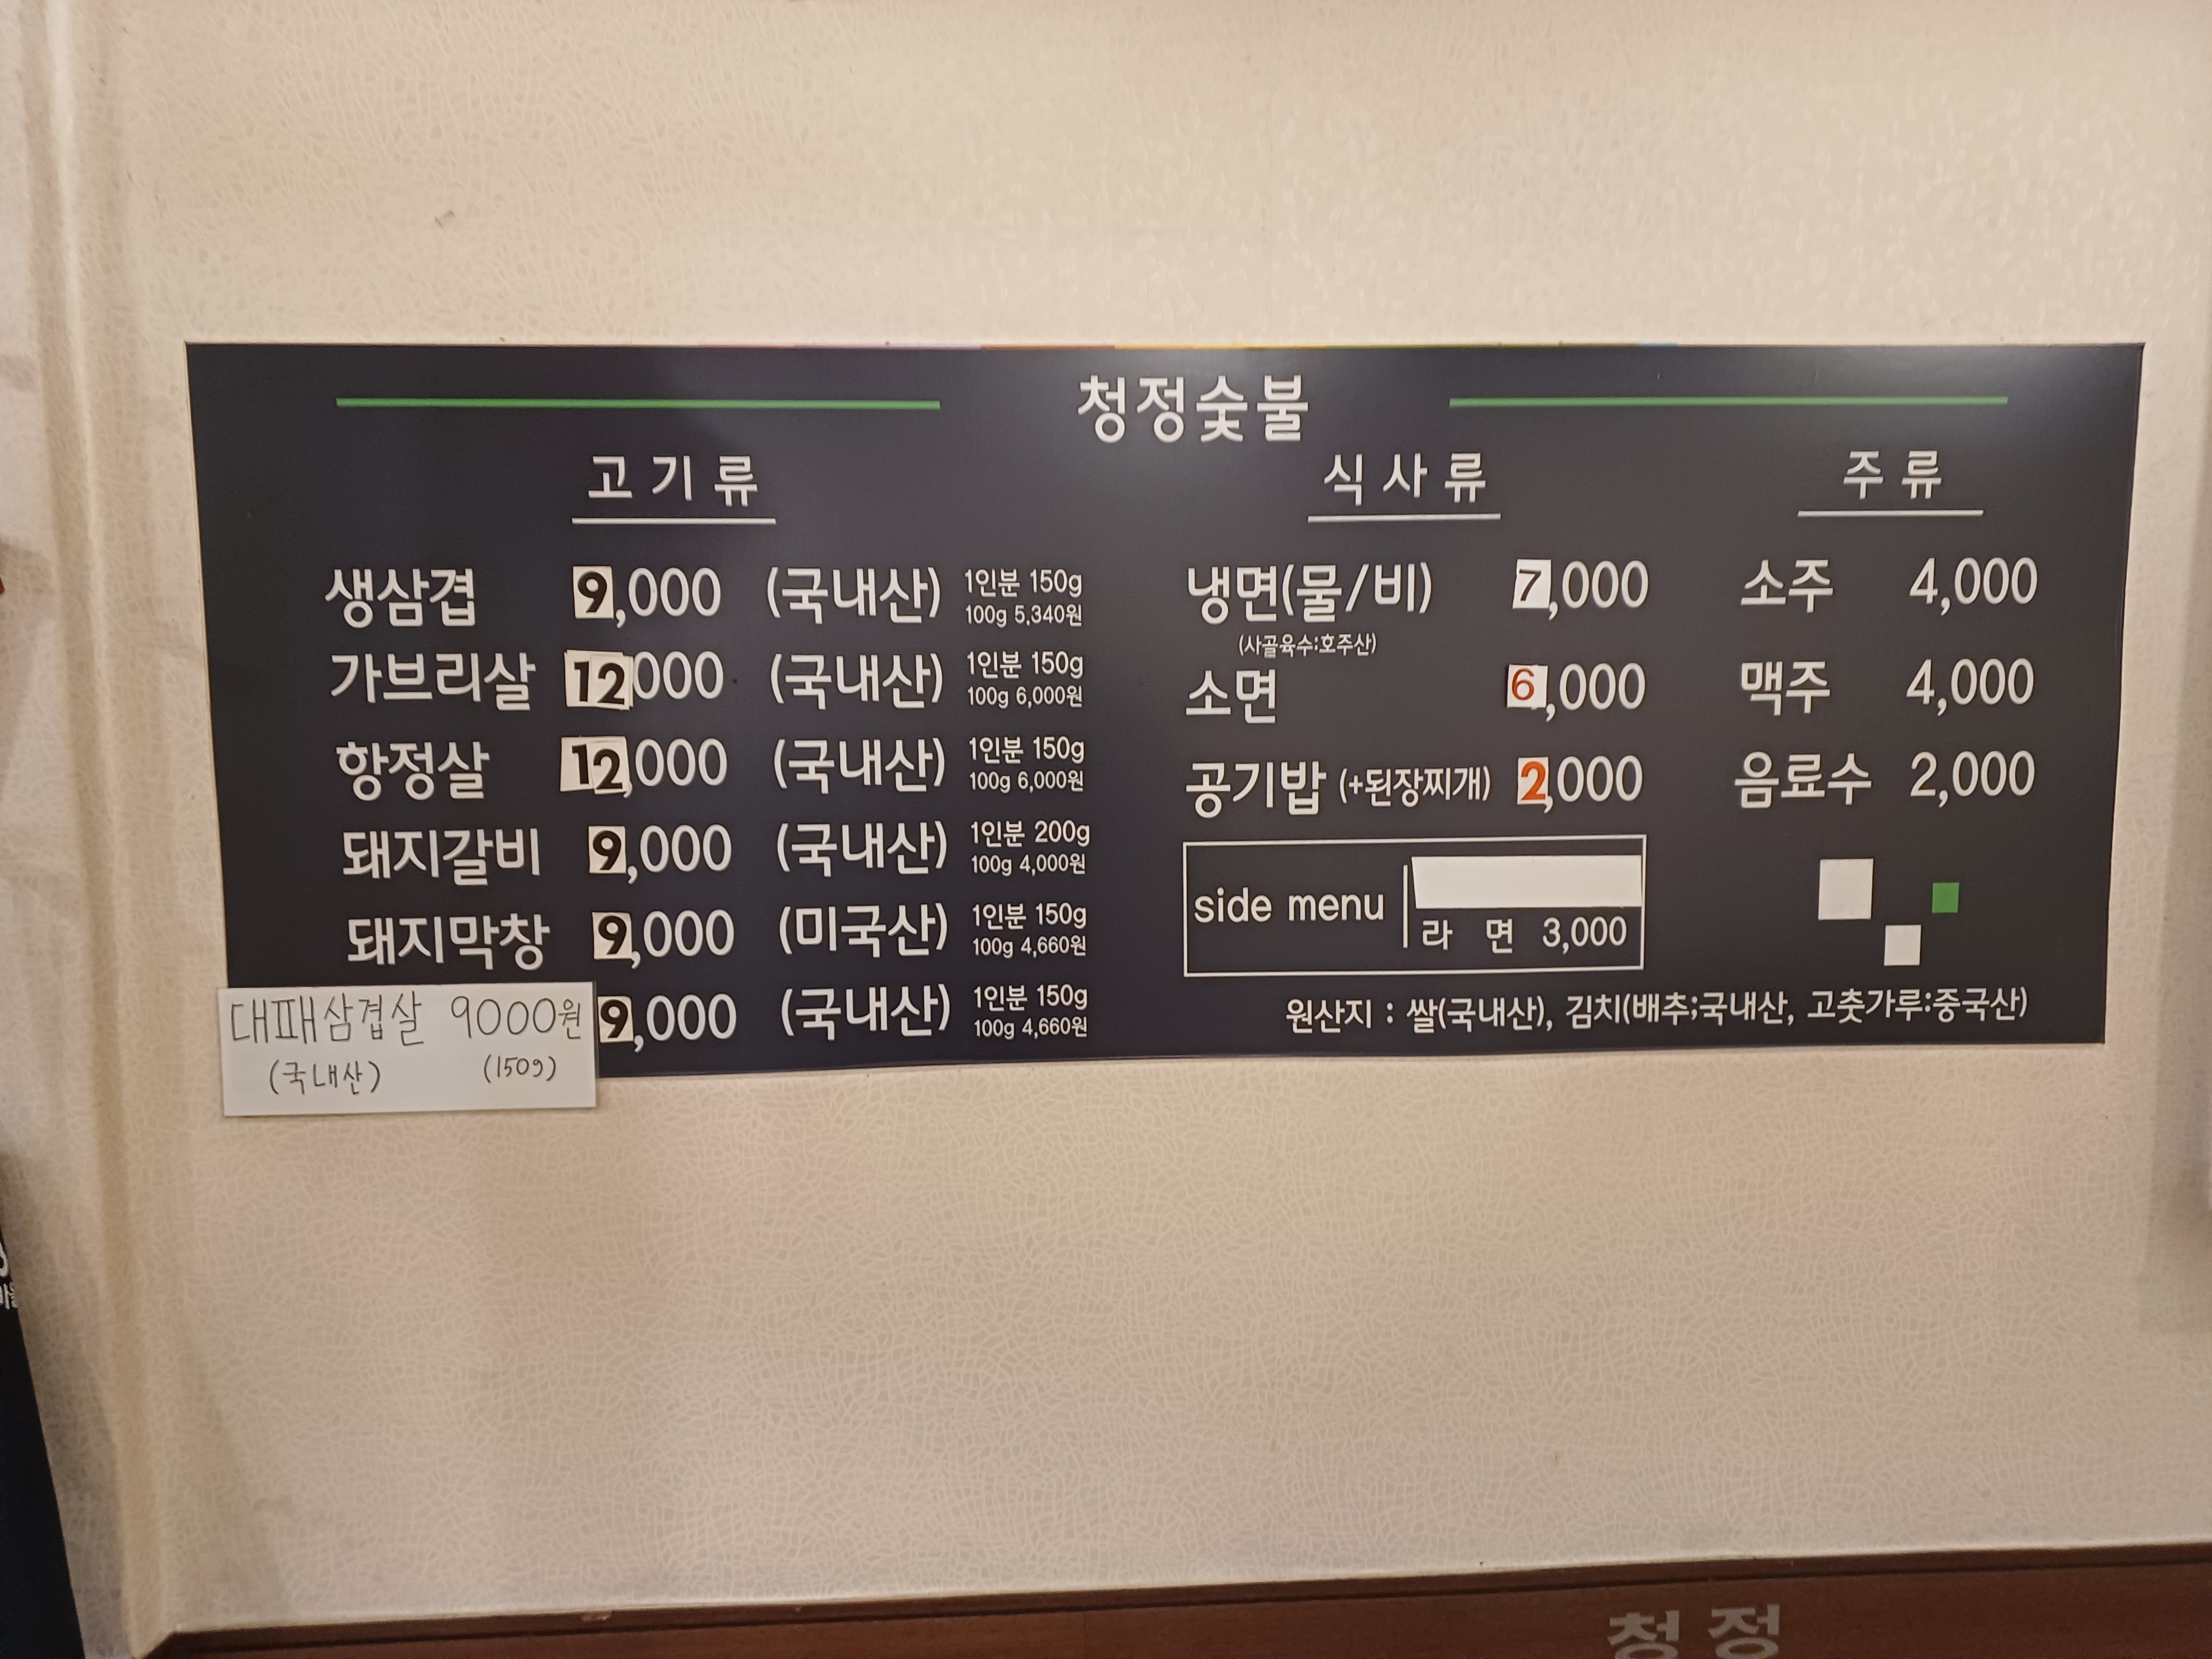 청정숯불
고기류
생삼겹 9,000 (국내산) 1인분 150g
100g 5,340원
가브리살 12000 (국내산) 1인분 150g
100g 6,000원
항정살 12,000 (국내산) 1인분 150g
100g 6,000원
돼지갈비 9,000 (국내산) 1인분 200g
100g 4,000원
돼지막창 9,000 (미국산) 1인분 150g
100g 4,660원
대패삼겹살 9000원
(국내산) (150g)
9,000 (국내산) 1인분 150g
100g 4,660원
식사류
냉면(물/비) 7,000
(사골육수:호주산)
소면 6,000
공기밥 (+된장찌개) 2,000
side menu
라 면 3,000
주류
소주 4,000
맥주 4,000
음료수 2,000
원산지 : 쌀(국내산), 김치(배추;국내산, 고춧가루:중국산)
청정